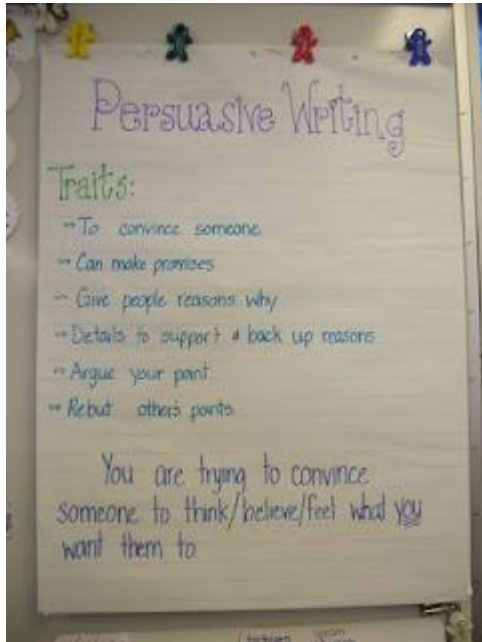 Persuasive Writing
Traits:
- To convince someone
- Can make promises
- Give people reasons why
- Details to support & back up reasons
- Argue your point
- Rebut other's points
You are trying to convince
someone to think/believe/feel what you
want them to